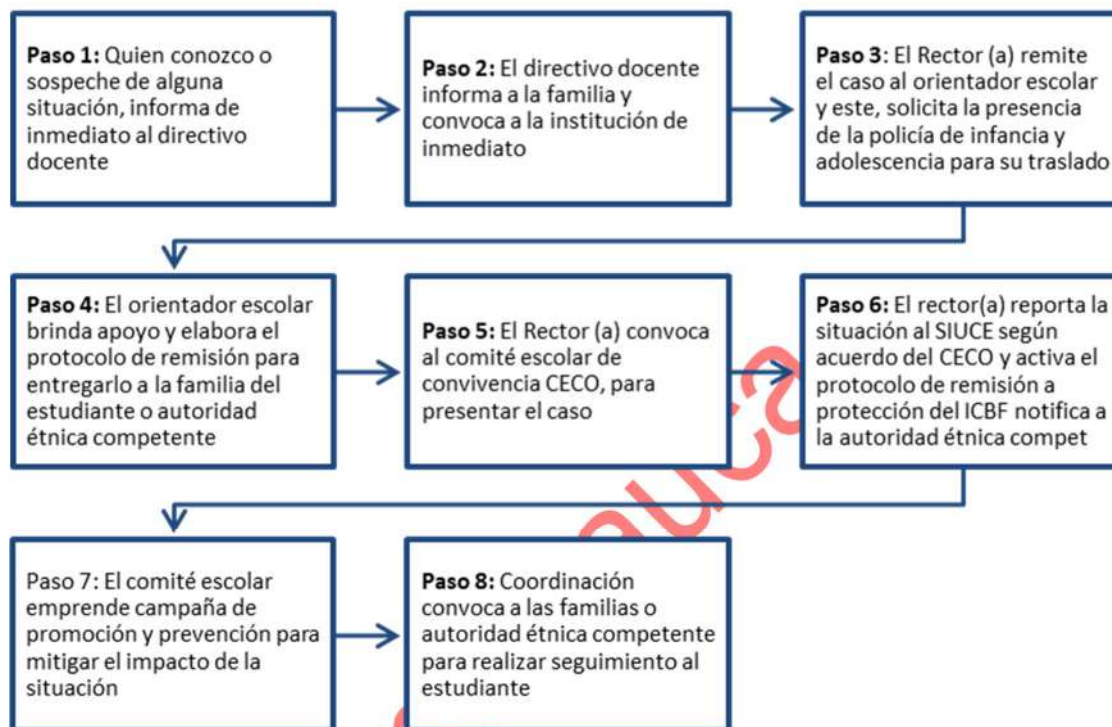 Paso 1: Quien conozco o
sospeche de alguna
situación, informa de
inmediato al directivo
docente
Paso 2: El directivo docente
informa a la familia y
convoca a la institución de
inmediato
Paso 3: El Rector (a) remite
el caso al orientador escolar
y este, solicita la presencia
de la policía de infancia y
adolescencia para su traslado
Paso 4: El orientador escolar
brinda apoyo y elabora el
protocolo de remisión para
entregarlo a la familia del
estudiante o autoridad
étnica competente
Paso 5: El Rector (a) convoca
al comité escolar de
convivencia CECO, para
presentar el caso
Paso 6: El rector(a) reporta la
situación al SIUCE según
acuerdo del CECO y activa el
protocolo de remisión a
protección del ICBF notifica a
la autoridad étnica compet
Paso 7: El comité escolar
emprende campaña de
promoción y prevención para
mitigar el impacto de la
situación
Paso 8: Coordinación
convoca a las familias o
autoridad étnica competente
para realizar seguimiento al
estudiante